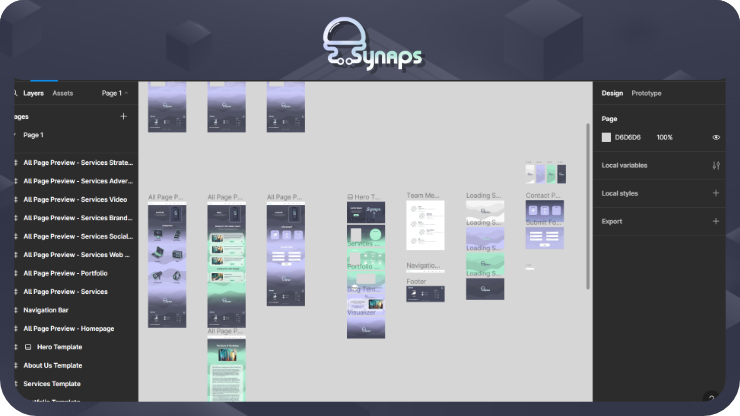 Synaps
Layers Assets Page 1
ages
Page 1
All Page Preview - Services Strate...
All Page Preview - Services Adver...
All Page Preview - Services Video
All Page Preview - Services Brand...
All Page Preview - Services Social...
All Page Preview - Services Web ...
All Page Preview - Portfolio
All Page Preview - Services
Navigation Bar
All Page Preview - Homepage
Hero Template
About Us Template
Services Template
All Page P...
All Page P...
All Page P...
All Page P...
Hero T...
Services
Portfolio
Visualizer
Team Me...
Navigatio...
Footer
Loading S...
Loading S...
Loading S...
Loading S...
Contact P...
Submit Fo...
Design Prototype
Page
D6D6D6 100%
Local variables
Local styles
Export